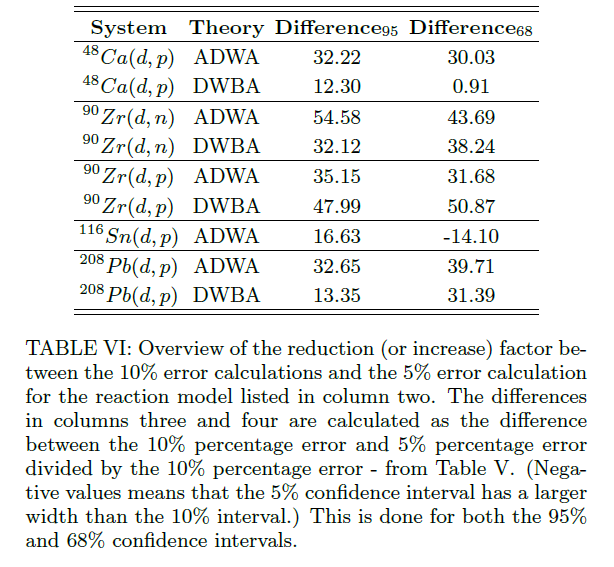 System Theory Difference95 Difference68
48Ca(d, p) ADWA 32.22 30.03
48Ca(d, p) DWBA 12.30 0.91
90Zr(d, n) ADWA 54.58 43.69
90Zr(d, n) DWBA 32.12 38.24
90Zr(d, p) ADWA 35.15 31.68
90Zr(d, p) DWBA 47.99 50.87
116Sn(d, p) ADWA 16.63 -14.10
208Pb(d, p) ADWA 32.65 39.71
208Pb(d, p) DWBA 13.35 31.39
TABLE VI: Overview of the reduction (or increase) factor be-
tween the 10% error calculations and the 5% error calculation
for the reaction model listed in column two. The differences
in columns three and four are calculated as the difference
between the 10% percentage error and 5% percentage error
divided by the 10% percentage error - from Table V. (Nega-
tive values means that the 5% confidence interval has a larger
width than the 10% interval.) This is done for both the 95%
and 68% confidence intervals.